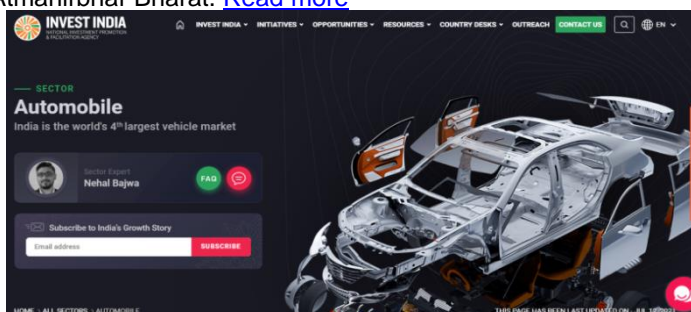 Atmanirbhar Bharat. Read more
INVEST INDIA
NATIONAL INVESTMENT PROMOTION
& FACILITATION AGENCY
INVEST INDIA INITIATIVES OPPORTUNITIES RESOURCES COUNTRY DESKS OUTREACH CONTACT US EN
SECTOR
Automobile
India is the world's 4th largest vehicle market
Sector Expert
Nehal Bajwa
FAQ
Subscribe to India's Growth Story
Email address SUBSCRIBE
HOME > ALL SECTORS > AUTOMOBILE
THIS PAGE HAS BEEN LAST UPDATED ON : JUL